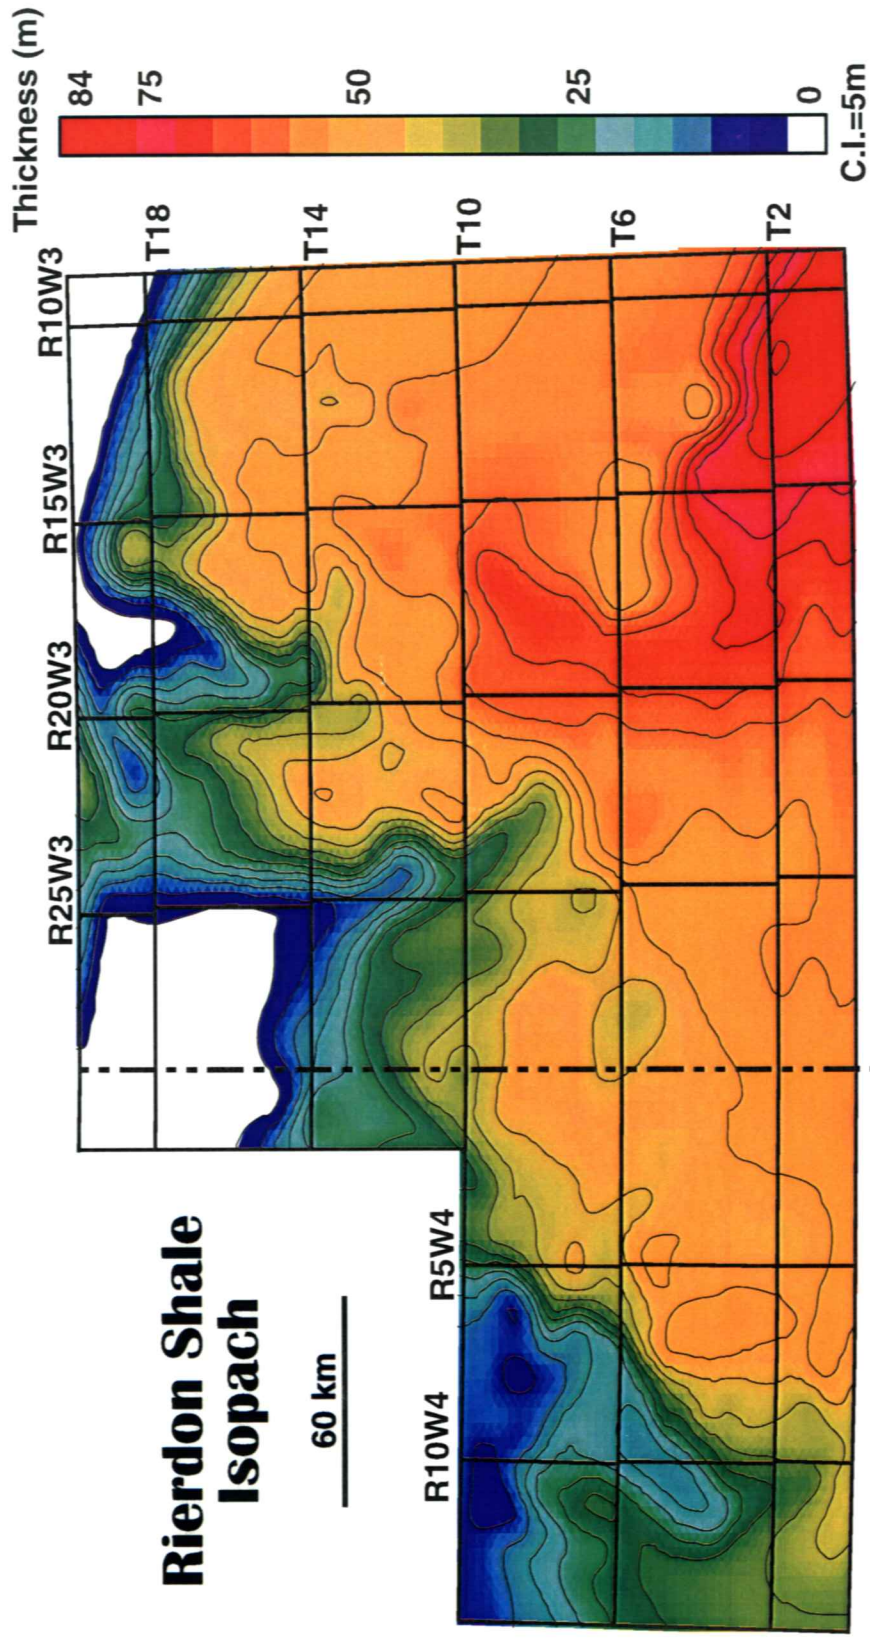 Rierdon Shale
Isopach
60 km
R10W4
R5W4
R25W3
R20W3
R15W3
R10W3
T18
T14
T10
T6
T2
Thickness (m)
84
75
50
25
0
C.I.=5m